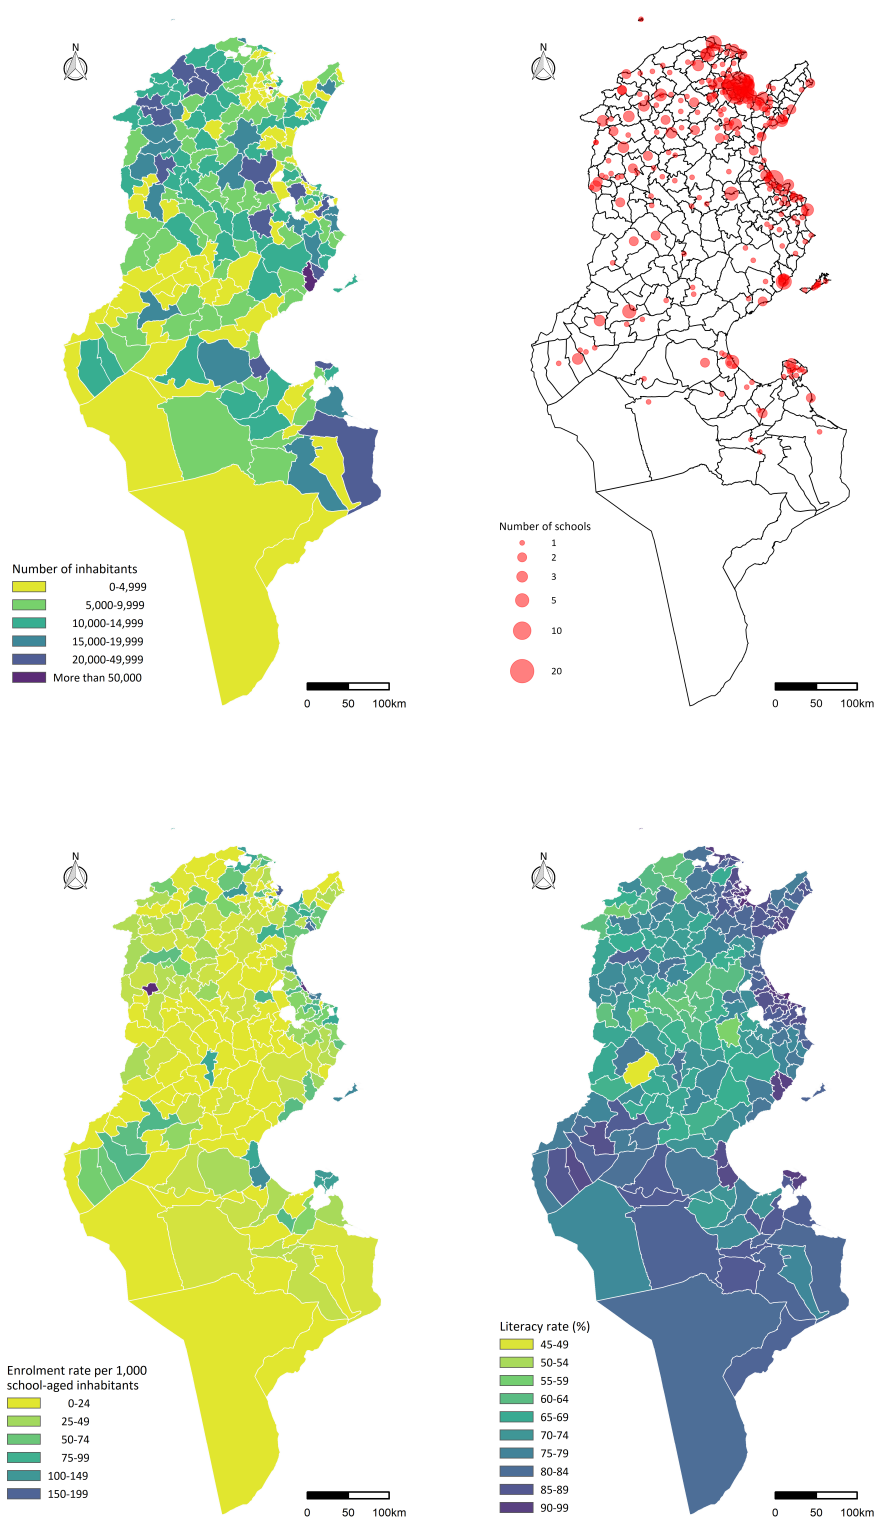 N
Number of inhabitants
0-4,999
5,000-9,999
10,000-14,999
15,000-19,999
20,000-49,999
More than 50,000
0 50 100km
N
Number of schools
1
2
3
5
10
20
0 50 100km
N
Enrolment rate per 1,000
school-aged inhabitants
0-24
25-49
50-74
75-99
100-149
150-199
0 50 100km
N
Literacy rate (%)
45-49
50-54
55-59
60-64
65-69
70-74
75-79
80-84
85-89
90-99
0 50 100km